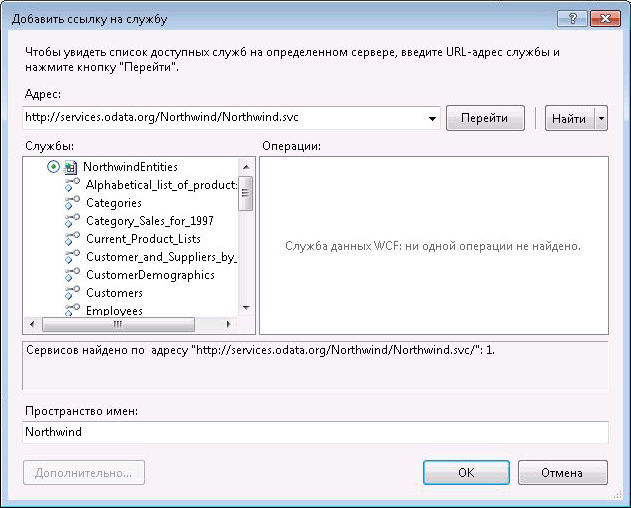 Добавить ссылку на службу
Чтобы увидеть список доступных служб на определенном сервере, введите URL-адрес службы и
нажмите кнопку "Перейти".
Адрес:
http://services.odata.org/Northwind/Northwind.svc
Перейти
Найти
Службы:
Операции:
NorthwindEntities
Alphabetical_list_of_product
Categories
Category_Sales_for_1997
Current_Product_Lists
Customer_and_Suppliers_by_
CustomerDemographics
Customers
Employees
Служба данных WCF: ни одной операции не найдено.
Сервисов найдено по адресу "http://services.odata.org/Northwind/Northwind.svc/": 1.
Пространство имен:
Northwind
Дополнительно...
OK
Отмена